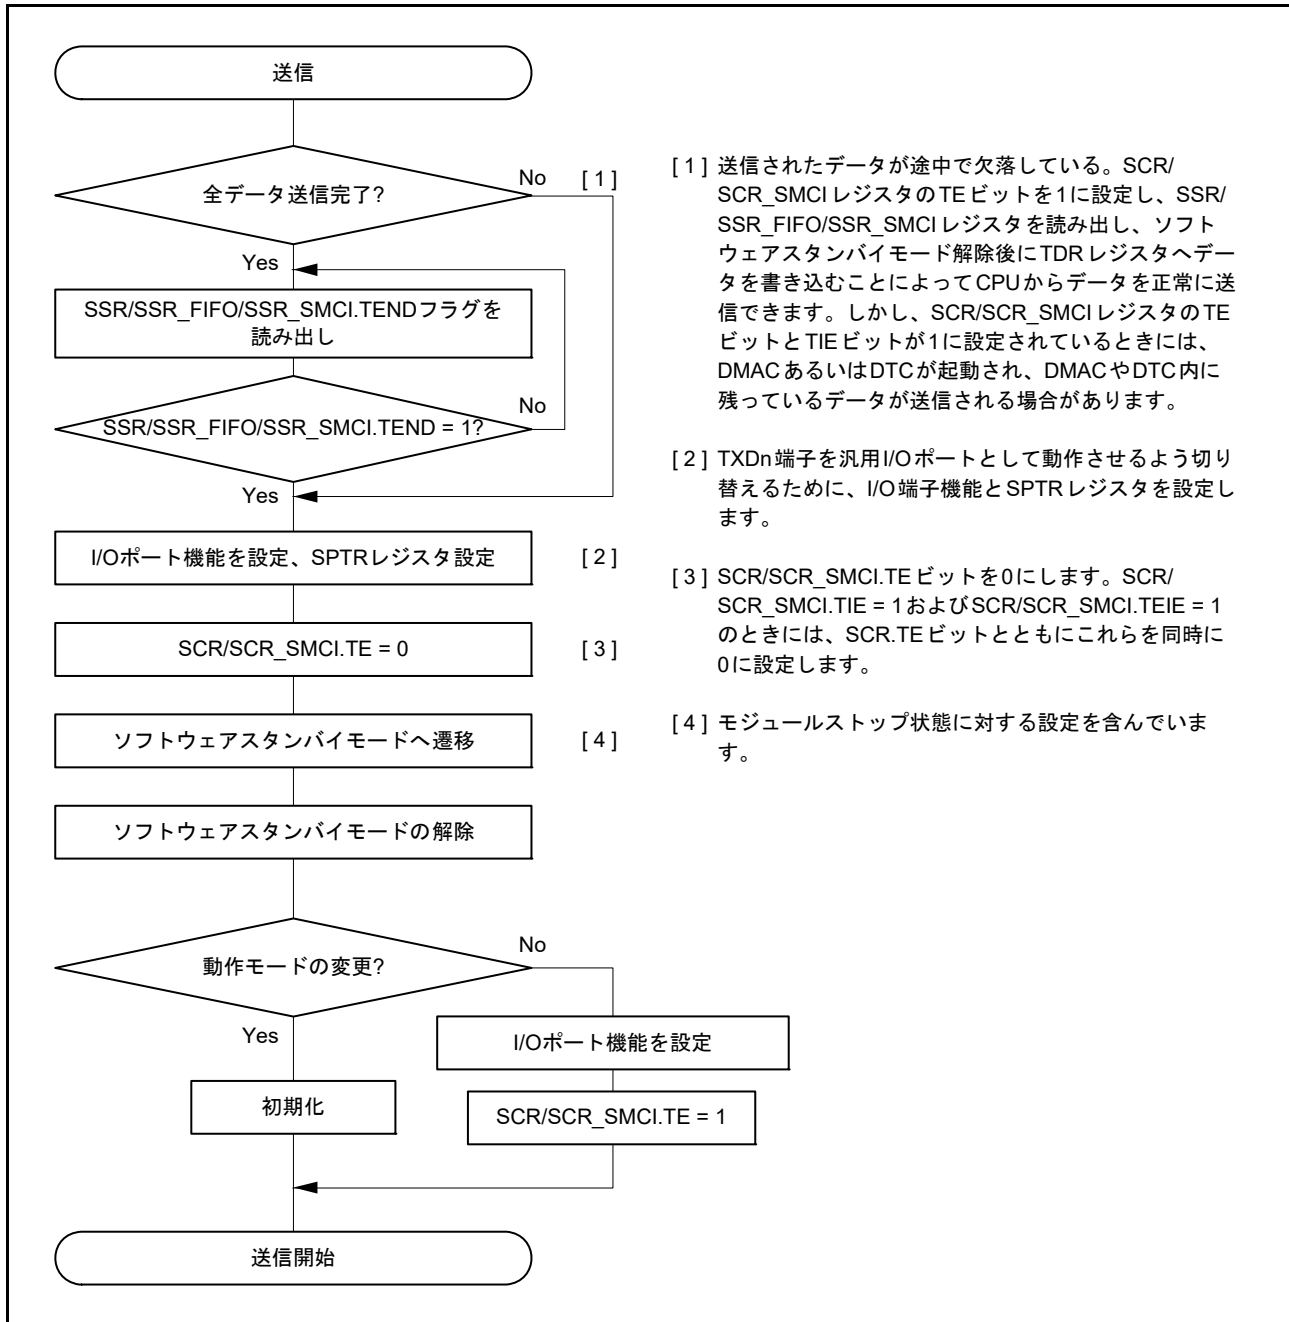 送信
全データ送信完了?
No
[ 1 ]
Yes
SSR/SSR_FIFO/SSR_SMCI.TENDフラグを
読み出し
SSR/SSR_FIFO/SSR_SMCI.TEND = 1?
No
Yes
I/Oポート機能を設定、SPTRレジスタ設定
[ 2 ]
SCR/SCR_SMCI.TE = 0
[ 3 ]
ソフトウェアスタンバイモードへ遷移
[ 4 ]
ソフトウェアスタンバイモードの解除
動作モードの変更?
No
Yes
I/Oポート機能を設定
初期化
SCR/SCR_SMCI.TE = 1
送信開始
[ 1 ] 送信されたデータが途中で欠落している。SCR/
SCR_SMCIレジスタのTEビットを1に設定し、SSR/
SSR_FIFO/SSR_SMCIレジスタを読み出し、ソフト
ウェアスタンバイモード解除後にTDRレジスタへデー
タを書き込むことによってCPUからデータを正常に送
信できます。しかし、SCR/SCR_SMCIレジスタのTE
ビットとTIEビットが1に設定されているときには、
DMACあるいはDTCが起動され、DMACやDTC内に
残っているデータが送信される場合があります。
[ 2 ] TXDn端子を汎用I/Oポートとして動作させるよう切り
替えるために、I/O端子機能とSPTRレジスタを設定し
ます。
[ 3 ] SCR/SCR_SMCI.TEビットを0にします。SCR/
SCR_SMCI.TIE = 1およびSCR/SCR_SMCI.TEIE = 1
のときには、SCR.TEビットとともにこれらを同時に
0に設定します。
[ 4 ] モジュールストップ状態に対する設定を含んでいま
す。